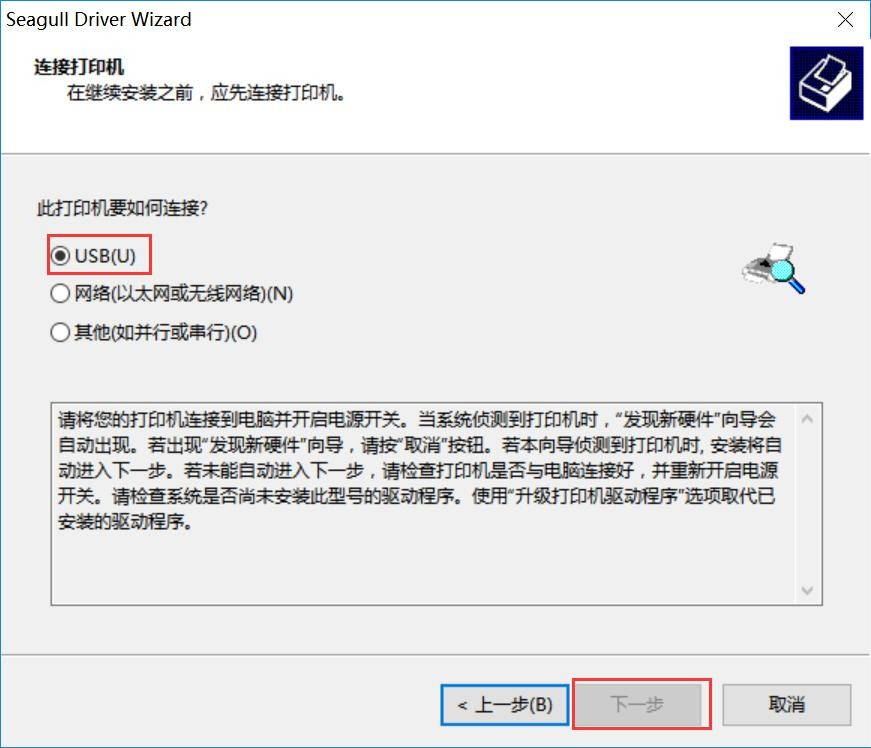 Seagull Driver Wizard
连接打印机
在继续安装之前，应先连接打印机。
此打印机要如何连接?
USB(U)
网络(以太网或无线网络)(N)
其他(如并行或串行)(O)
请将您的打印机连接到电脑并开启电源开关。当系统侦测到打印机时，“发现新硬件”向导会
自动出现。若出现“发现新硬件”向导，请按“取消”按钮。若本向导侦测到打印机时, 安装将自
动进入下一步。若未能自动进入下一步，请检查打印机是否与电脑连接好，并重新开启电源
开关。请检查系统是否尚未安装此型号的驱动程序。使用“升级打印机驱动程序”选项取代已
安装的驱动程序。
< 上一步(B)
下一步
取消